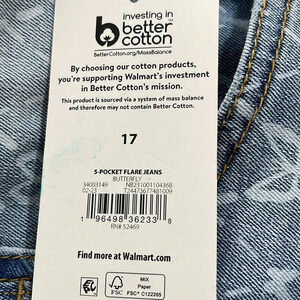 investing in
better
cotton
BetterCotton.org/MassBalance
By choosing our cotton products,
you're supporting Walmart's investment
in Better Cotton's mission.
This product is sourced via a system of mass balance
and therefore may not contain Better Cotton.
17
5-POCKET FLARE JEANS
BUTTERFLY
34003149 NB23100110436B
02-23 724473677481009
1 96498 36233 8
RN# 52469
Find more at Walmart.com
FSC
MIX
Paper
FSC® C122265